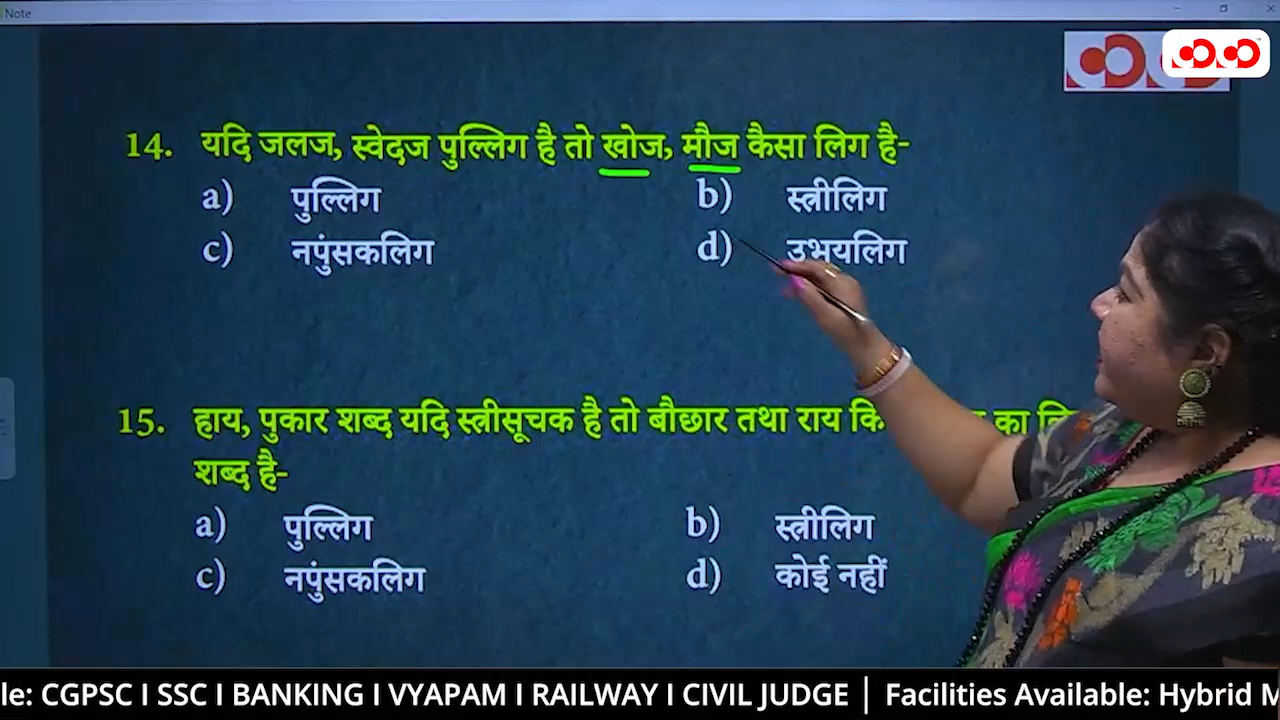 Note
14. यदि जलज, स्वेदज पुल्लिग है तो खोज, मौज कैसा लिग है-
a) पुल्लिग b) स्त्रीलिग
c) नपुंसकलिग d) उभयलिग
15. हाय, पुकार शब्द यदि स्त्रीसूचक है तो बौछार तथा राय का
शब्द है-
a) पुल्लिग b) स्त्रीलिग
c) नपुंसकलिग d) कोई नहीं
CGPSC I SSC I BANKING I VYAPAM I RAILWAY I CIVIL JUDGE | Facilities Available: Hybrid